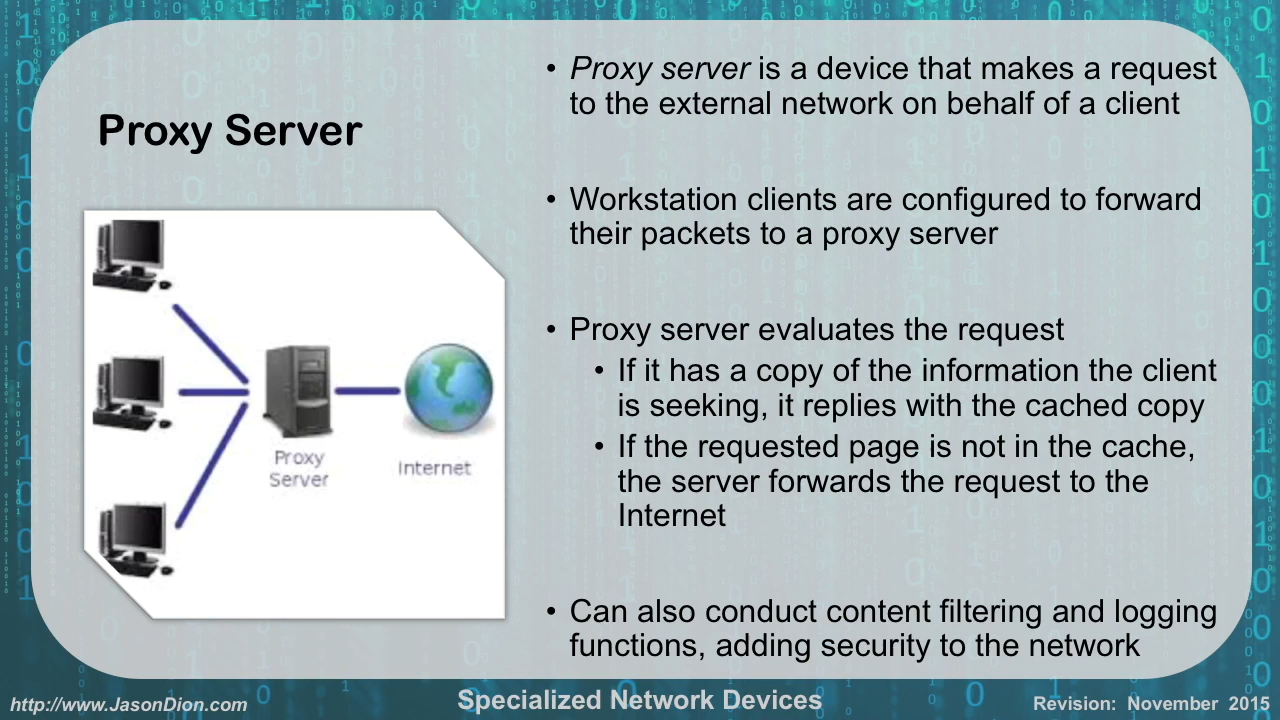 Proxy Server
• Proxy server is a device that makes a request
to the external network on behalf of a client
• Workstation clients are configured to forward
their packets to a proxy server
• Proxy server evaluates the request
• If it has a copy of the information the client
is seeking, it replies with the cached copy
• If the requested page is not in the cache,
the server forwards the request to the
Internet
• Can also conduct content filtering and logging
functions, adding security to the network
Proxy
Server
Internet
http://www.JasonDion.com
Specialized Network Devices
Revision: November 2015